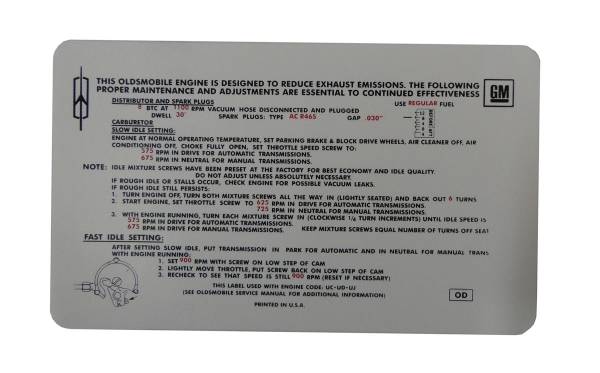 THIS OLDSMOBILE ENGINE IS DESIGNED TO REDUCE EXHAUST EMISSIONS. THE FOLLOWING
PROPER MAINTENANCE AND ADJUSTMENTS ARE ESSENTIAL TO CONTINUED EFFECTIVENESS
GM
DISTRIBUTOR AND SPARK PLUGS
USE REGULAR FUEL
8 BTC AT 1100 RPM VACUUM HOSE DISCONNECTED AND PLUGGED
DWELL 30° SPARK PLUGS: TYPE AC R46S GAP .030"
CARBURETOR
SLOW IDLE SETTING:
ENGINE AT NORMAL OPERATING TEMPERATURE, SET PARKING BRAKE & BLOCK DRIVE WHEELS, AIR CLEANER OFF, AIR
CONDITIONING OFF, CHOKE FULLY OPEN, SET THROTTLE SPEED SCREW TO:
575 RPM IN DRIVE FOR AUTOMATIC TRANSMISSIONS.
675 RPM IN NEUTRAL FOR MANUAL TRANSMISSIONS.
NOTE: IDLE MIXTURE SCREWS HAVE BEEN PRESET AT THE FACTORY FOR BEST ECONOMY AND IDLE QUALITY.
DO NOT ADJUST UNLESS ABSOLUTELY NECESSARY.
IF ROUGH IDLE OR STALLS OCCUR, CHECK ENGINE FOR POSSIBLE VACUUM LEAKS.
IF ROUGH IDLE STILL PERSISTS:
1. TURN ENGINE OFF, TURN BOTH MIXTURE SCREWS ALL THE WAY IN (LIGHTLY SEATED) AND BACK OUT 6 TURNS
2. START ENGINE, SET THROTTLE SCREW TO 625 RPM IN DRIVE FOR AUTOMATIC TRANSMISSIONS.
725 RPM IN NEUTRAL FOR MANUAL TRANSMISSIONS.
3. WITH ENGINE RUNNING, TURN EACH MIXTURE SCREW IN (CLOCKWISE 1/4 TURN INCREMENTS) UNTIL IDLE SPEED IS
575 RPM IN DRIVE FOR AUTOMATIC TRANSMISSIONS.
675 RPM IN NEUTRAL FOR MANUAL TRANSMISSIONS. KEEP MIXTURE SCREWS EQUAL NUMBER OF TURNS OFF SEAT
FAST IDLE SETTING:
AFTER SETTING SLOW IDLE, PUT TRANSMISSION IN PARK FOR AUTOMATIC AND IN NEUTRAL FOR MANUAL TRANS
WITH ENGINE RUNNING:
1. SET 900 RPM WITH SCREW ON LOW STEP OF CAM
2. LIGHTLY MOVE THROTTLE, PUT SCREW BACK ON LOW STEP OF CAM
3. RECHECK TO SEE THAT SPEED IS STILL 900 RPM (RESET IF NECESSARY)
THIS LABEL USED WITH ENGINE CODE: UC-UD-UJ
(SEE OLDSMOBILE SERVICE MANUAL FOR ADDITIONAL INFORMATION)
OD
PRINTED IN U.S.A.